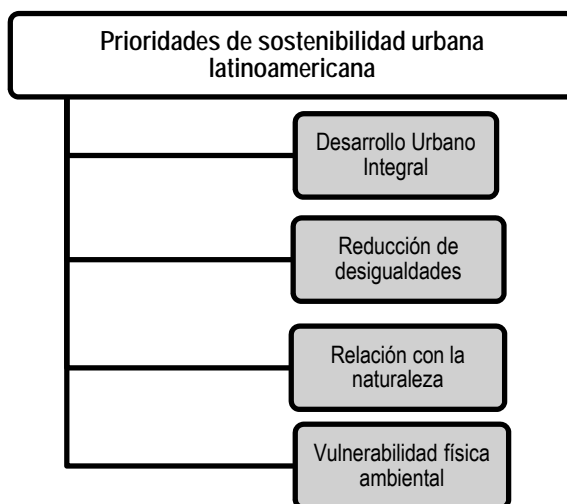 Prioridades de sostenibilidad urbana
latinoamericana
Desarrollo Urbano
Integral
Reducción de
desigualdades
Relación con la
naturaleza
Vulnerabilidad física
ambiental